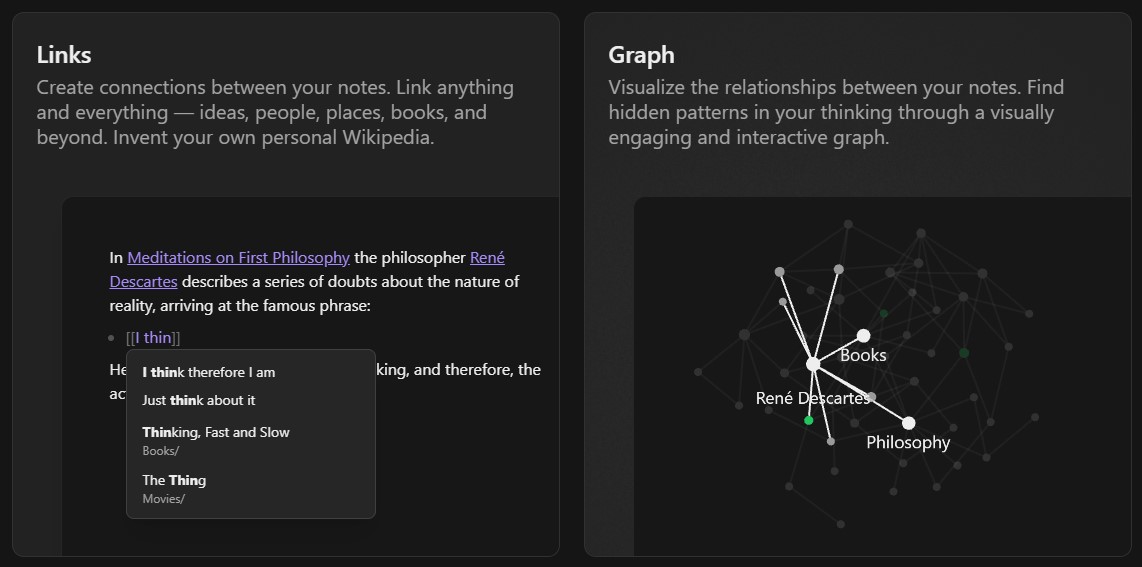 Links
Create connections between your notes. Link anything
and everything — ideas, people, places, books, and
beyond. Invent your own personal Wikipedia.
In Meditations on First Philosophy the philosopher René
Descartes describes a series of doubts about the nature of
reality, arriving at the famous phrase:
[[I thin]]
He king, and therefore, the
ac
I think therefore I am
Just think about it
Thinking, Fast and Slow
Books/
The Thing
Movies/
Graph
Visualize the relationships between your notes. Find
hidden patterns in your thinking through a visually
engaging and interactive graph.
Books
René Descartes
Philosophy